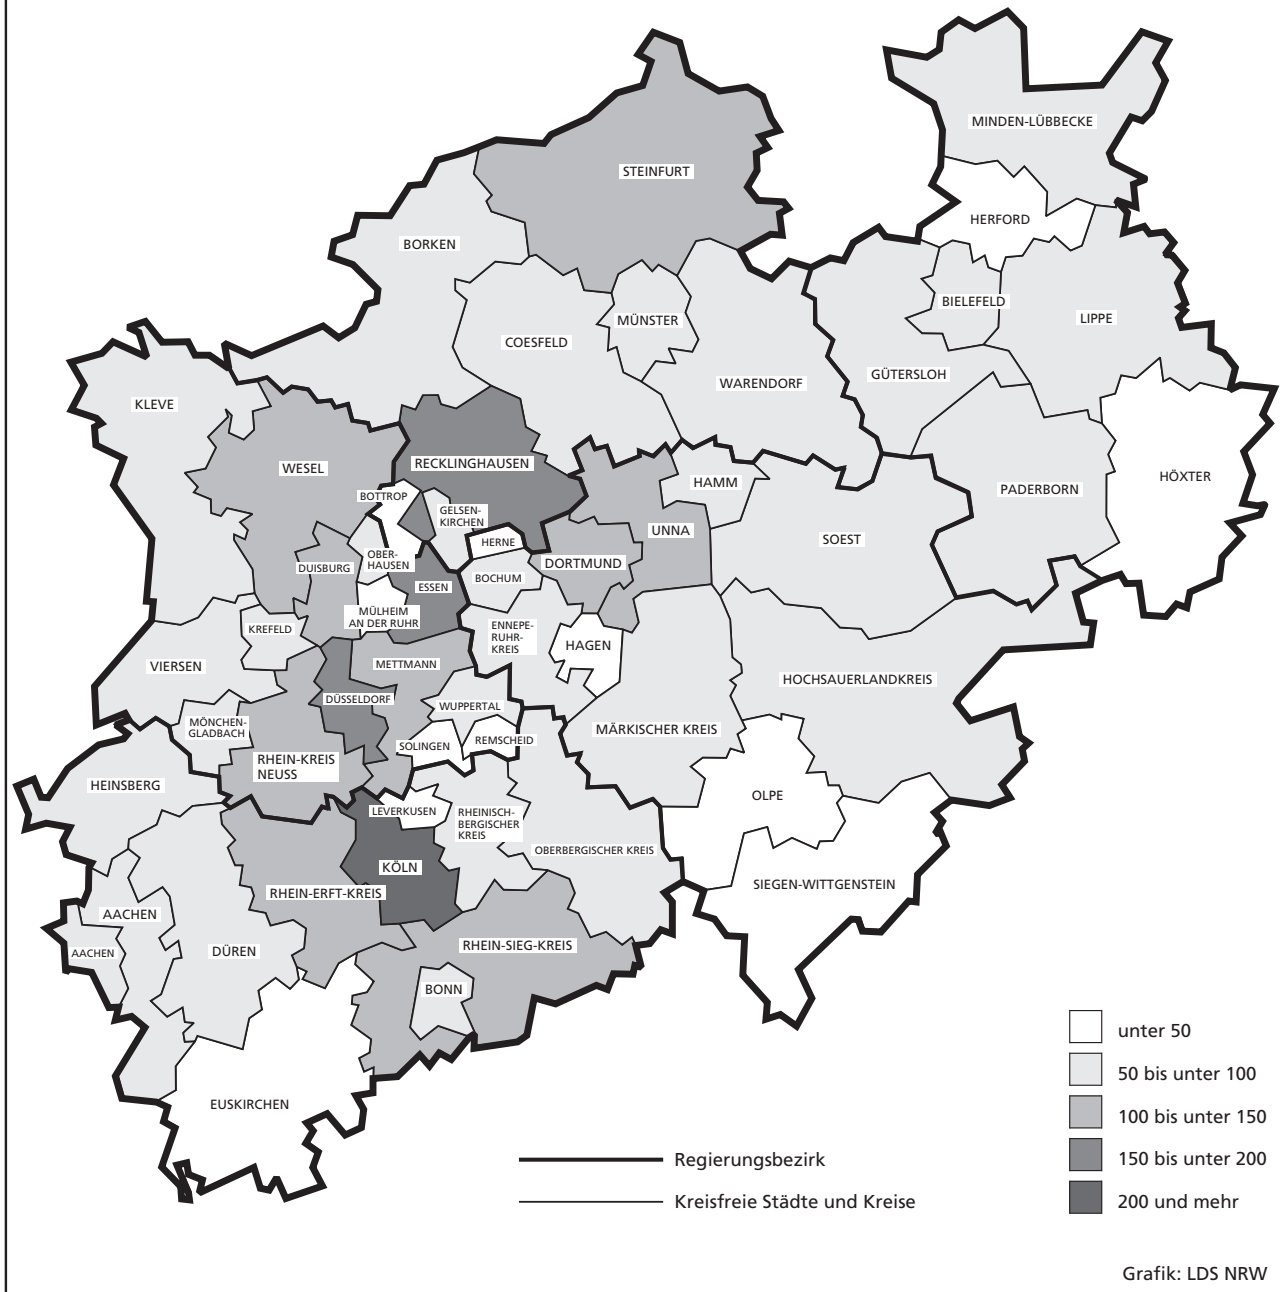 MINDEN-LÜBBECKE
STEINFURT
HERFORD
BORKEN
BIELEFELD
LIPPE
MÜNSTER
COESFELD
GÜTERSLOH
WARENDORF
KLEVE
RECKLINGHAUSEN
WESEL
HÖXTER
HAMM
PADERBORN
BOTTROP
GELSEN-
KIRCHEN
UNNA
SOEST
HERNE
OBER-
HAUSEN
DORTMUND
DUISBURG
BOCHUM
ESSEN
MÜLHEIM
AN DER RUHR
KREFELD
ENNEPE-
RUHR-
KREIS
HAGEN
VIERSEN
METTMANN
HOCHSAUERLANDKREIS
DÜSSELDORF
WUPPERTAL
MÖNCHEN-
GLADBACH
MÄRKISCHER KREIS
SOLINGEN
REMSCHEID
RHEIN-KREIS
NEUSS
HEINSBERG
OLPE
LEVERKUSEN
RHEINISCH-
BERGISCHER
KREIS
OBERBERGISCHER KREIS
KÖLN
SIEGEN-WITTGENSTEIN
RHEIN-ERFT-KREIS
AACHEN
RHEIN-SIEG-KREIS
AACHEN
DÜREN
BONN
EUSKIRCHEN
unter 50
50 bis unter 100
100 bis unter 150
150 bis unter 200
200 und mehr
Regierungsbezirk
Kreisfreie Städte und Kreise
Grafik: LDS NRW